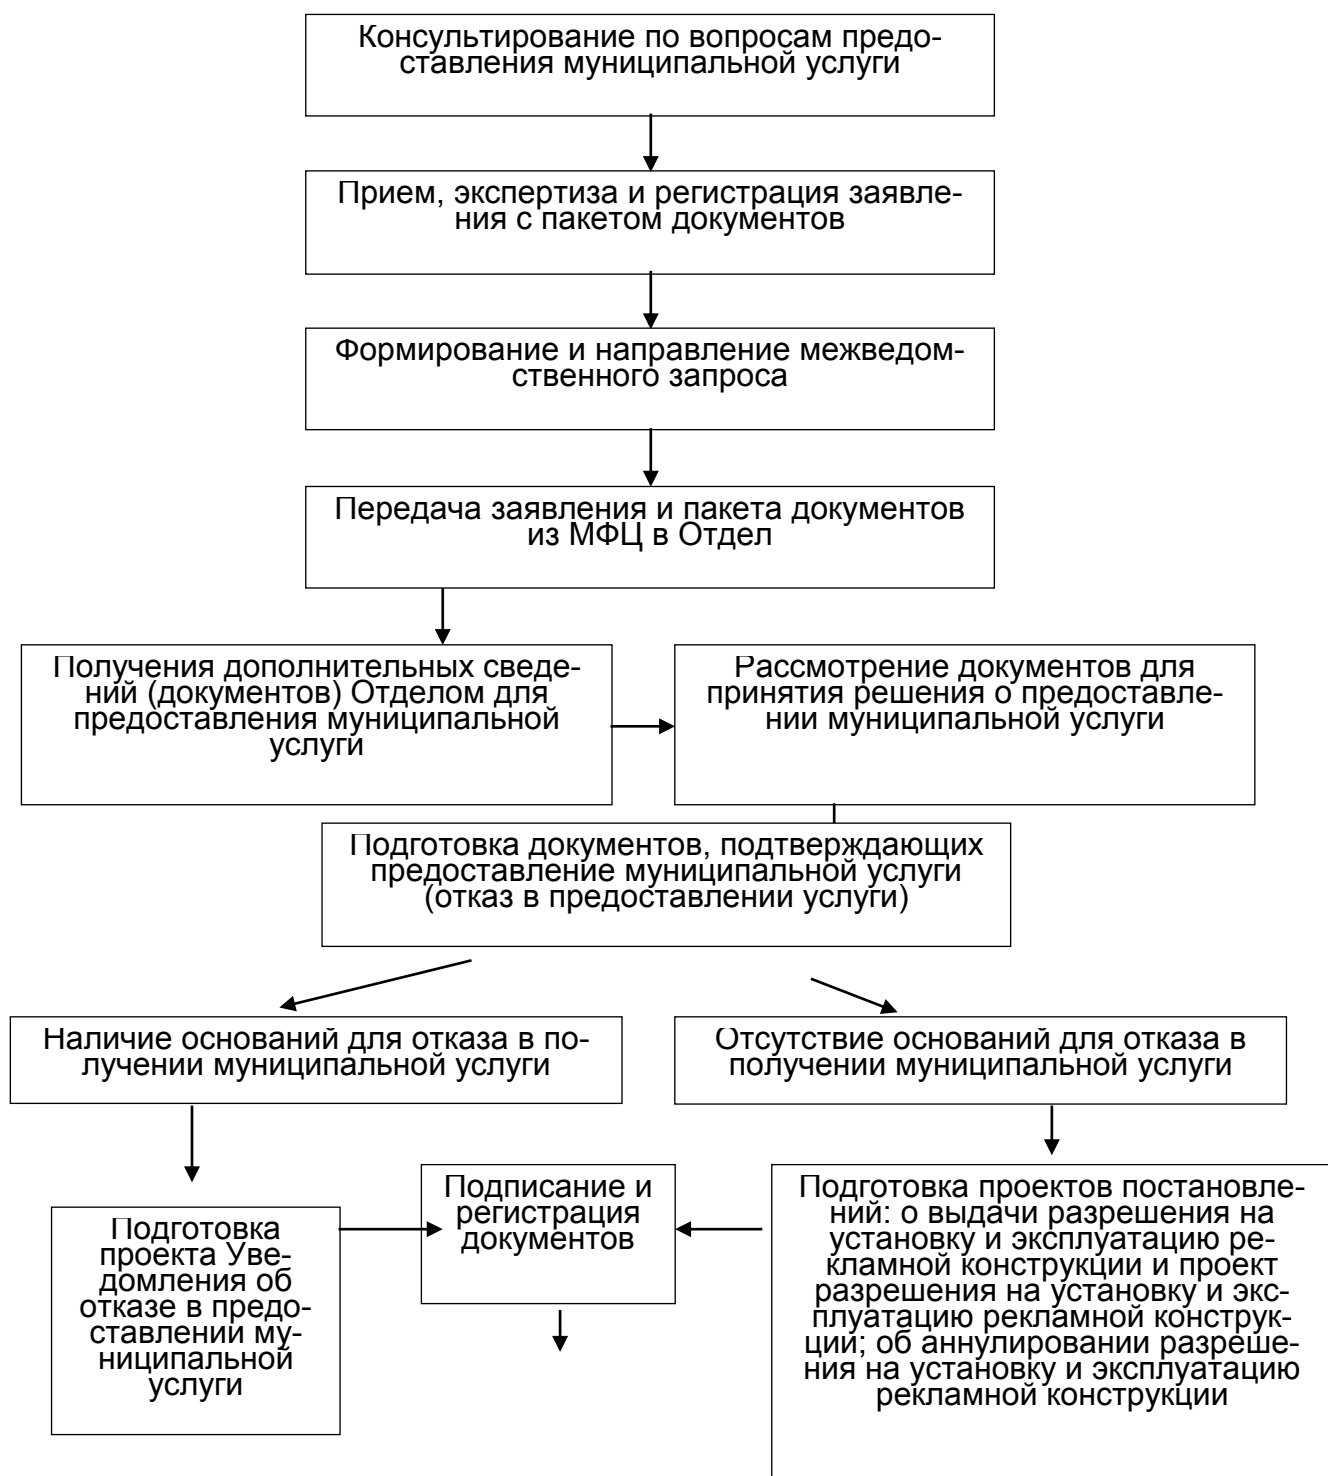 Консультирование по вопросам предо-
ставления муниципальной услуги
Прием, экспертиза и регистрация заявле-
ния с пакетом документов
Формирование и направление межведом-
ственного запроса
Передача заявления и пакета документов
из МФЦ в Отдел
Получения дополнительных сведе-
ний (документов) Отделом для
предоставления муниципальной
услуги
Рассмотрение документов для
принятия решения о предоставле-
нии муниципальной услуги
Подготовка документов, подтверждающих
предоставление муниципальной услуги
(отказ в предоставлении услуги)
Наличие оснований для отказа в по-
лучении муниципальной услуги
Отсутствие оснований для отказа в
получении муниципальной услуги
Подготовка
проекта Уве-
домления об
отказе в предо-
ставлении му-
ниципальной
услуги
Подписание и
регистрация
документов
Подготовка проектов постановле-
ний: о выдачи разрешения на
установку и эксплуатацию ре-
кламной конструкции и проект
разрешения на установку и экс-
плуатацию рекламной конструк-
ции; об аннулировании разреше-
ния на установку и эксплуатацию
рекламной конструкции